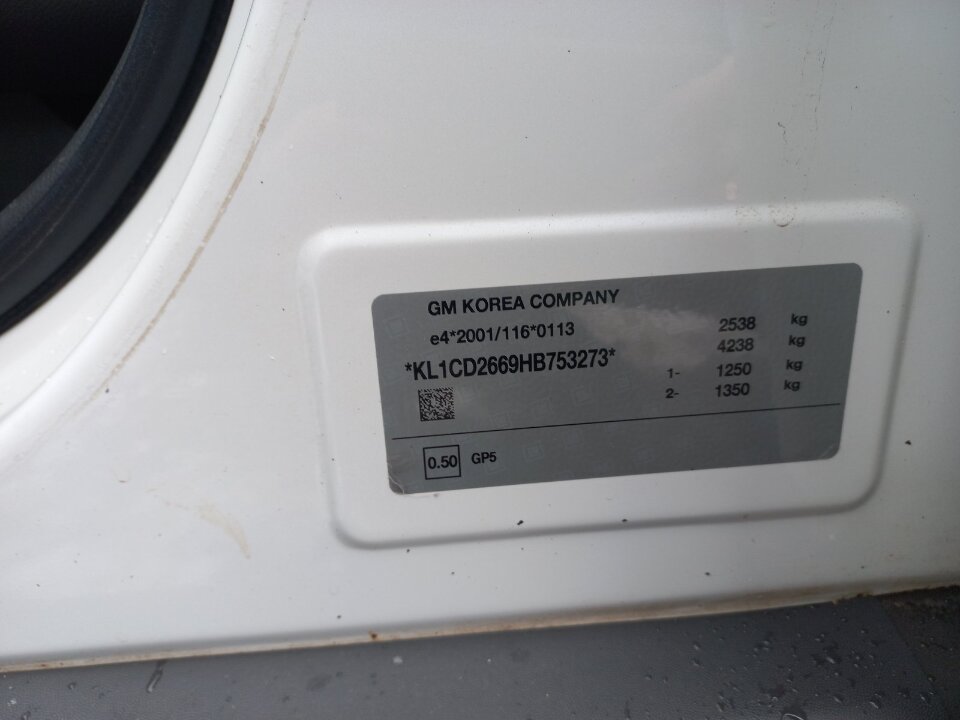 GM KOREA COMPANY
e4*2001/116*0113
2538 kg
*KL1CD2669HB753273*
4238 kg
1- 1250 kg
2- 1350 kg
0.50 GP5